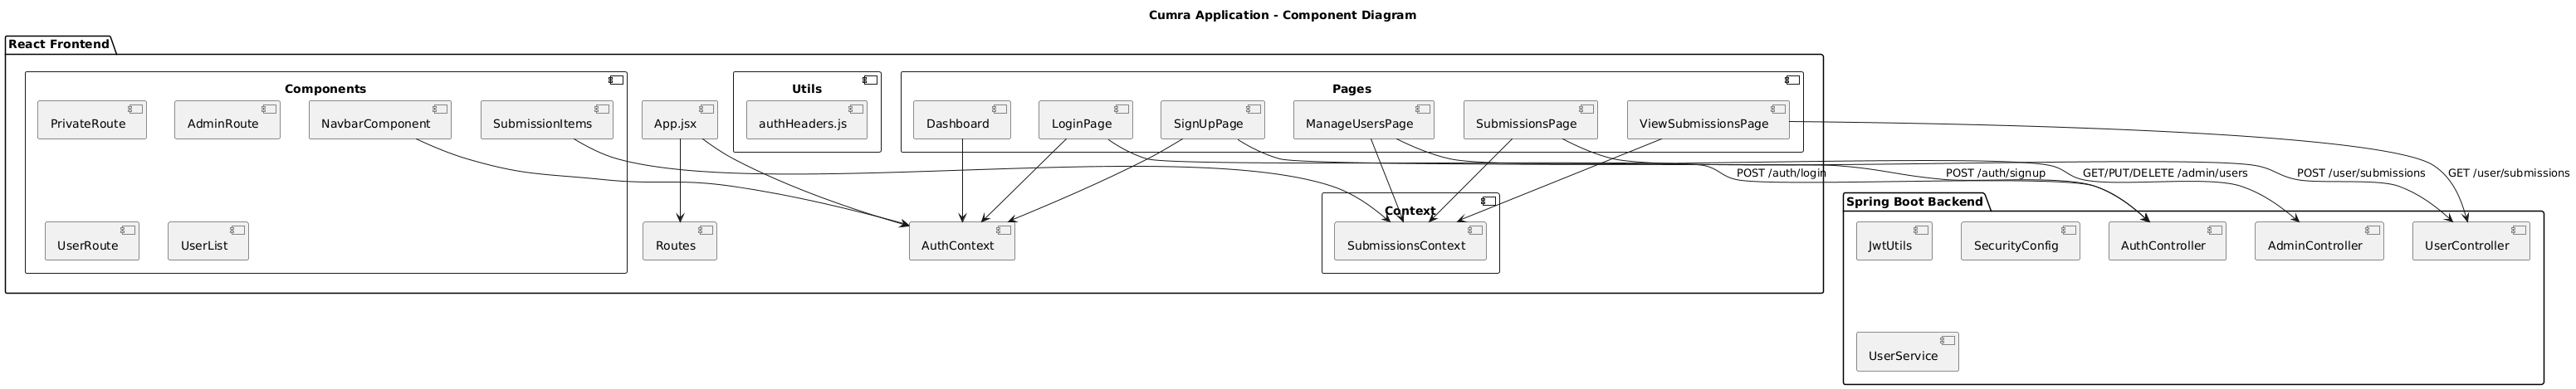 Cumra Application - Component Diagram
React Frontend
Components
Utils
Pages
PrivateRoute
AdminRoute
NavbarComponent
SubmissionItems
App.jsx
authHeaders.js
Dashboard
LoginPage
SignUpPage
ManageUsersPage
SubmissionsPage
ViewSubmissionsPage
POST /auth/login
POST /auth/signup
GET/PUT/DELETE /admin/users
POST /user/submissions
GET /user/submissions
Spring Boot Backend
Context
UserRoute
UserList
Routes
AuthContext
SubmissionsContext
JwtUtils
SecurityConfig
AuthController
AdminController
UserController
UserService